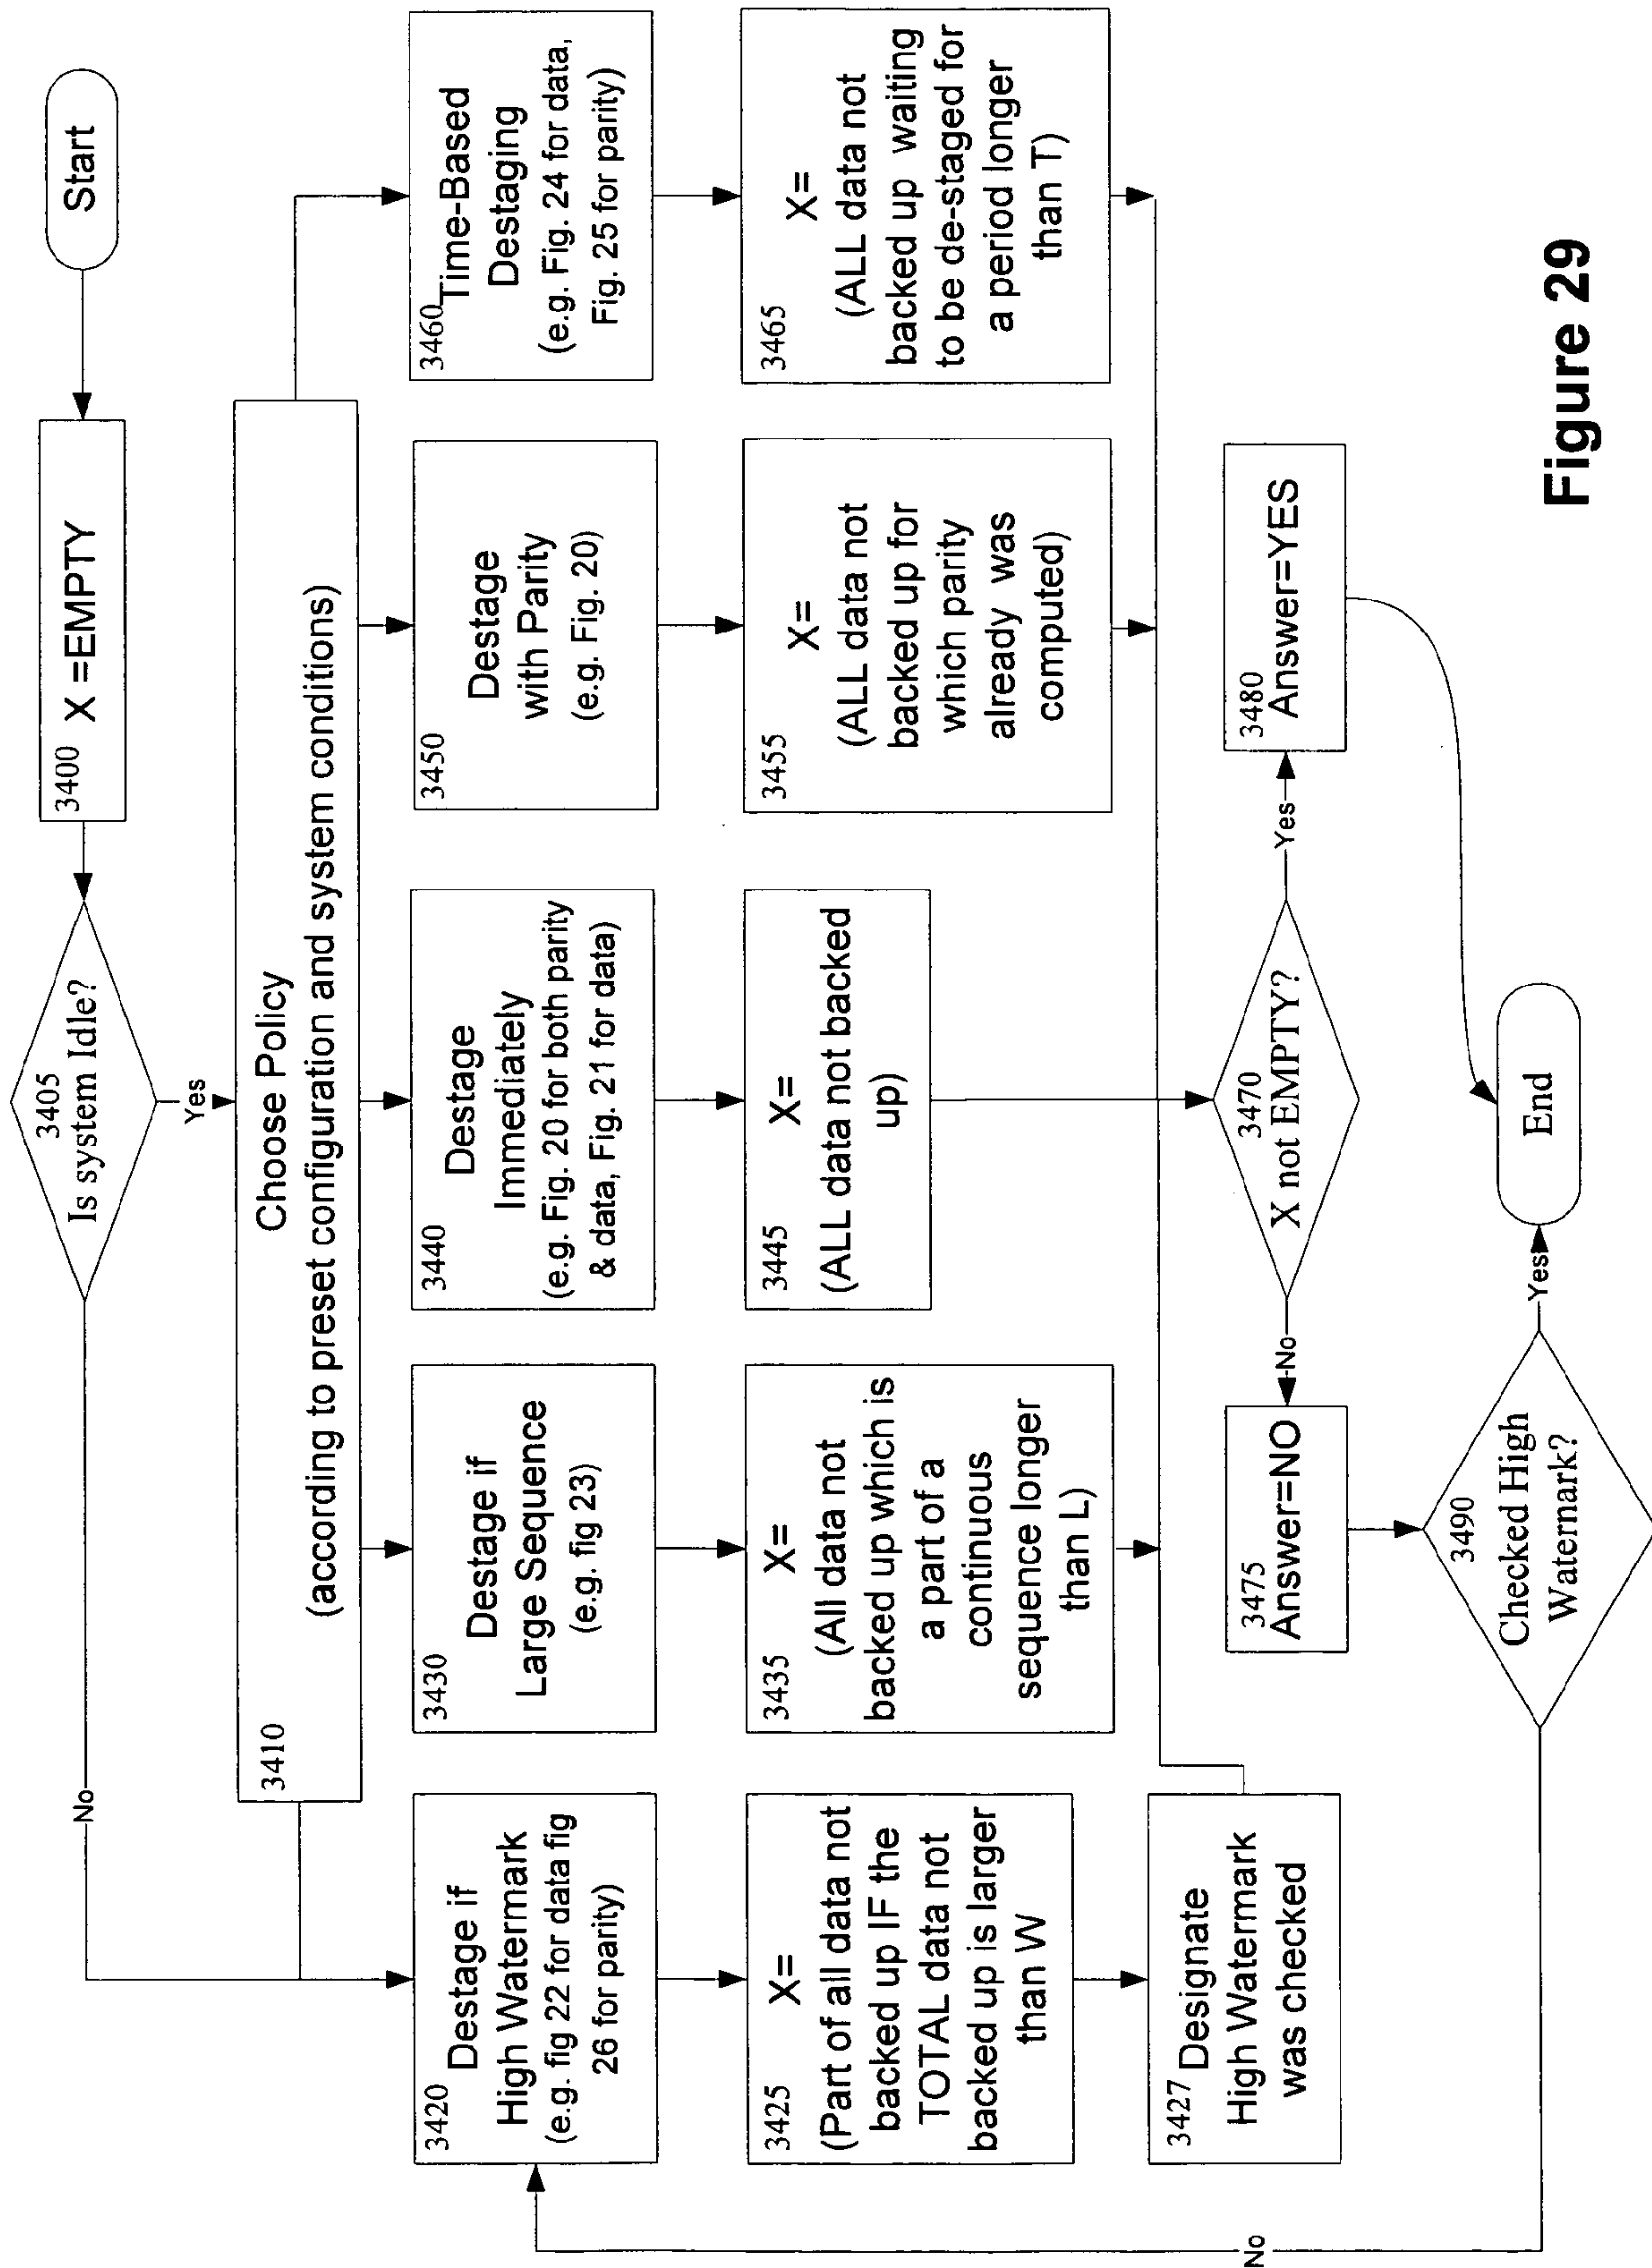 Start
3400 X =EMPTY
3405
Is system Idle?
No
Yes
3410
Choose Policy
(according to preset configuration and system conditions)
3420 Destage if
High Watermark
(e.g. fig 22 for data fig
26 for parity)
3430 Destage if
Large Sequence
(e.g. fig 23)
3440
Destage
Immediately
(e.g. Fig. 20 for both parity
& data, Fig. 21 for data)
3450
Destage
with Parity
(e.g. Fig. 20)
3460 Time-Based
Destaging
(e.g. Fig. 24 for data,
Fig. 25 for parity)
3425 X=
(Part of all data not
backed up IF the
TOTAL data not
backed up is larger
than W
3435 X=
(All data not
backed up which is
a part of a
continuous
sequence longer
than L)
3445 X=
(ALL data not backed
up)
3455 X=
(ALL data not
backed up for
which parity
already was
computed)
3465 X=
(ALL data not
backed up waiting
to be de-staged for
a period longer
than T)
3427 Designate
High Watermark
was checked
3470
X not EMPTY?
No
Yes
3475
Answer=NO
3480
Answer=YES
3490
Checked High
Waternark?
Yes
No
End
Figure 29